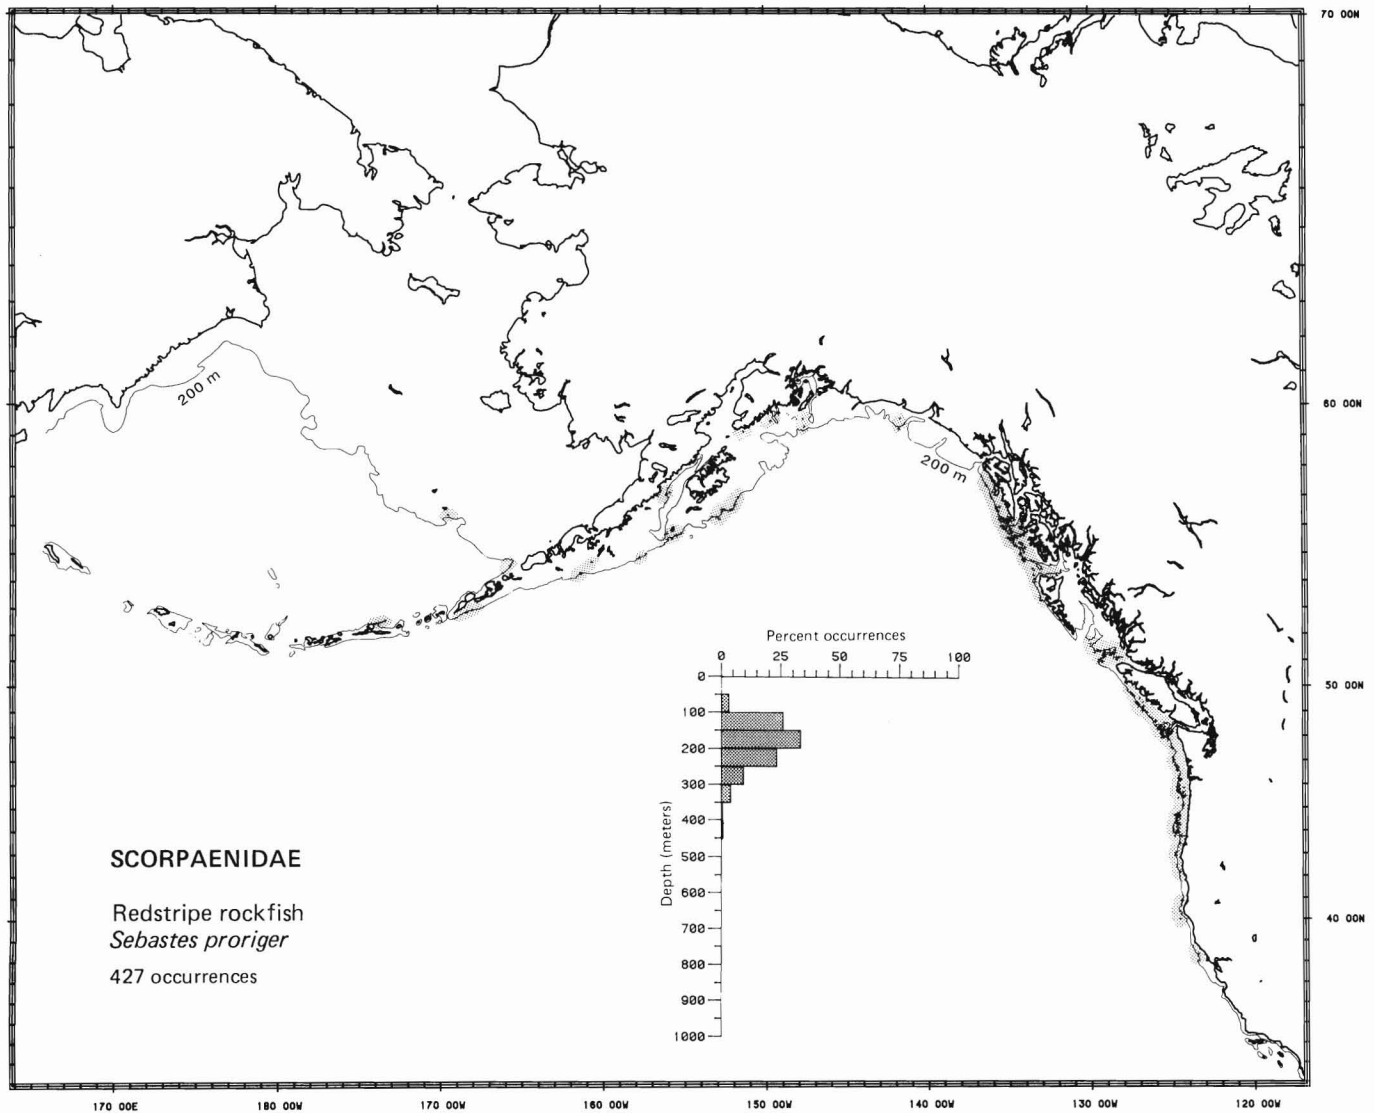 70 00N
200 m
60 00N
200 m
Percent occurrences
0 25 50 75 100
0
50 00N
100
200
300
Depth (meters)
400
SCORPAENIDAE
500
600
Redstripe rockfish
40 00N
700
Sebastes proriger
800
427 occurrences
900
1000
170 00E 180 00W 170 00W 160 00W 150 00W 140 00W 130 00W 120 00W